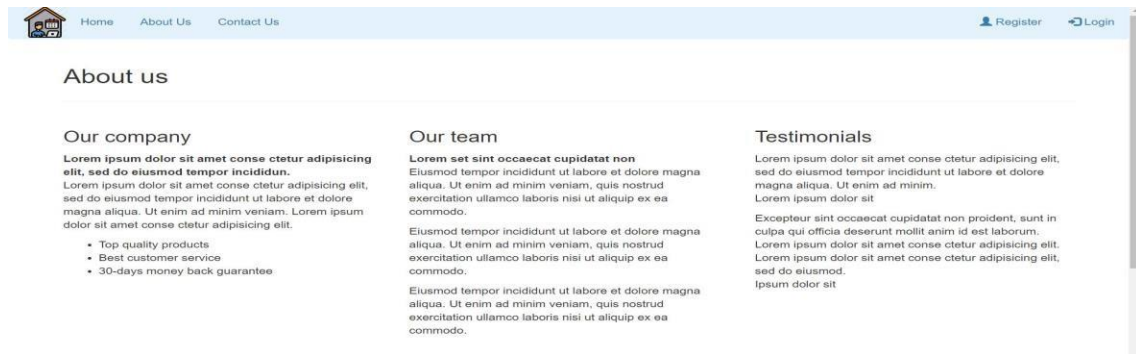 Home About Us Contact Us Register Login
About us
Our company
Lorem ipsum dolor sit amet conse ctetur adipisicing
elit, sed do eiusmod tempor incididun.
Lorem ipsum dolor sit amet conse ctetur adipisicing elit,
sed do eiusmod tempor incididunt ut labore et dolore
magna aliqua. Ut enim ad minim veniam. Lorem ipsum
dolor sit amet conse ctetur adipisicing elit.
• Top quality products
• Best customer service
• 30-days money back guarantee
Our team
Lorem set sint occaecat cupidatat non
Eiusmod tempor incididunt ut labore et dolore magna
aliqua. Ut enim ad minim veniam, quis nostrud
exercitation ullamco laboris nisi ut aliquip ex ea
commodo.
Eiusmod tempor incididunt ut labore et dolore magna
aliqua. Ut enim ad minim veniam, quis nostrud
exercitation ullamco laboris nisi ut aliquip ex ea
commodo.
Eiusmod tempor incididunt ut labore et dolore magna
aliqua. Ut enim ad minim veniam, quis nostrud
exercitation ullamco laboris nisi ut aliquip ex ea
commodo.
Testimonials
Lorem ipsum dolor sit amet conse ctetur adipisicing elit,
sed do eiusmod tempor incididunt ut labore et dolore
magna aliqua. Ut enim ad minim.
Lorem ipsum dolor sit
Excepteur sint occaecat cupidatat non proident, sunt in
culpa qui officia deserunt mollit anim id est laborum.
Lorem ipsum dolor sit amet conse ctetur adipisicing elit.
Lorem ipsum dolor sit amet conse ctetur adipisicing elit,
sed do eiusmod.
Ipsum dolor sit